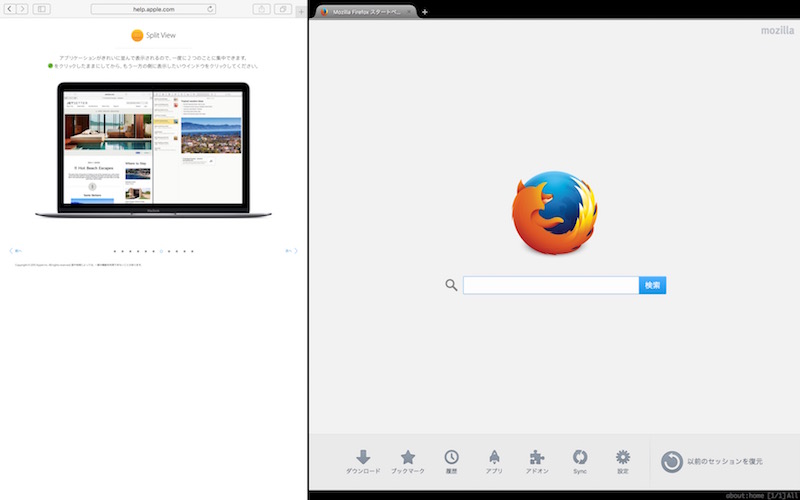 help.apple.com
Split View
アプリケーションがきれいに並んで表示されるので、一度に2つのことに集中できます。
をクリックしたままにしてから、もう一方の側に表示したいウインドウをクリックしてください。
Mozilla Firefox スタートペ...
mozilla
検索
ダウンロード
ブックマーク
履歴
アプリ
アドオン
Sync
設定
以前のセッションを復元
about:home [1/1]All